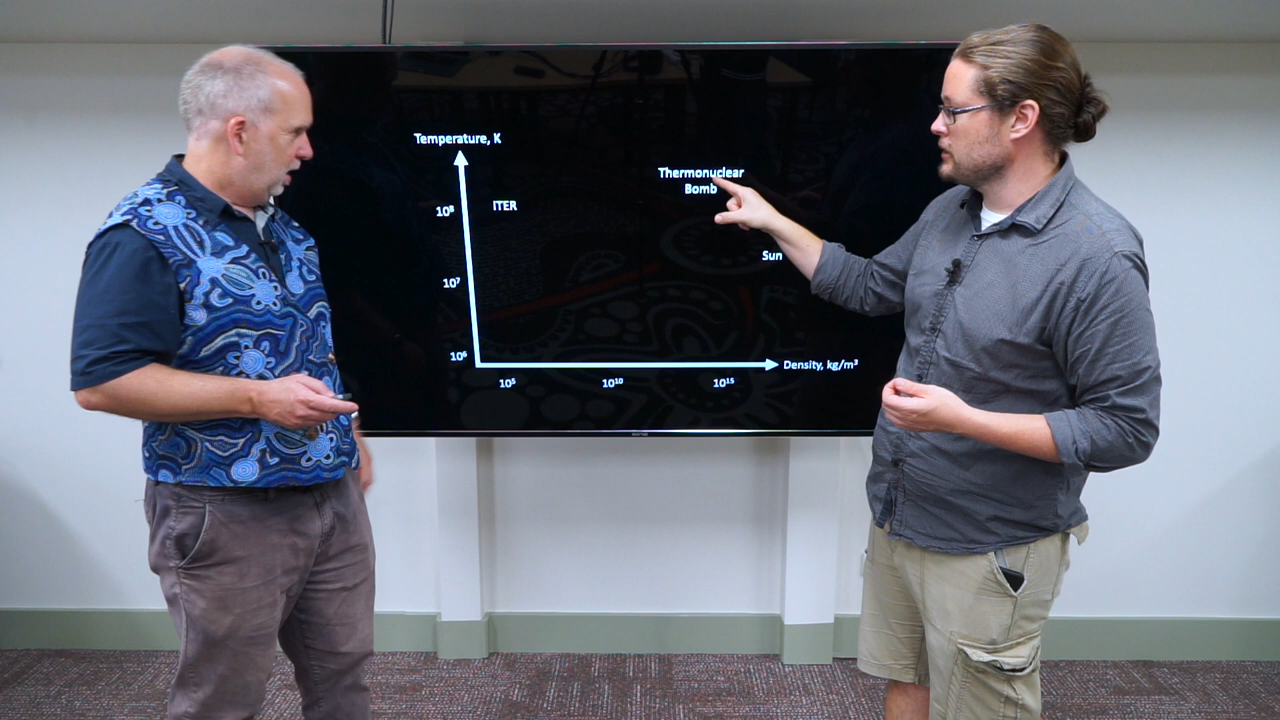 Temperature, K
Thermonuclear
Bomb
10⁸
ITER
Sun
10⁷
10⁶
Density, kg/m³
10⁵
10¹⁰
10¹⁵